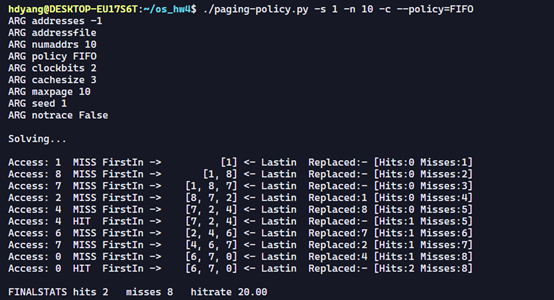 hdyang@DESKTOP-EU17S6T:~/os_hw4$ ./paging-policy.py -s 1 -n 10 -c --policy=FIFO
ARG addresses -1
ARG addressfile
ARG numaddrs 10
ARG policy FIFO
ARG clockbits 2
ARG cachesize 3
ARG maxpage 10
ARG seed 1
ARG notrace False

Solving...

Access: 1  MISS FirstIn ->          [1] <- Lastin  Replaced:- [Hits:0 Misses:1]
Access: 8  MISS FirstIn ->       [1, 8] <- Lastin  Replaced:- [Hits:0 Misses:2]
Access: 7  MISS FirstIn ->    [1, 8, 7] <- Lastin  Replaced:- [Hits:0 Misses:3]
Access: 2  MISS FirstIn ->    [8, 7, 2] <- Lastin  Replaced:1 [Hits:0 Misses:4]
Access: 4  MISS FirstIn ->    [7, 2, 4] <- Lastin  Replaced:8 [Hits:0 Misses:5]
Access: 4  HIT  FirstIn ->    [7, 2, 4] <- Lastin  Replaced:- [Hits:1 Misses:5]
Access: 6  MISS FirstIn ->    [2, 4, 6] <- Lastin  Replaced:7 [Hits:1 Misses:6]
Access: 7  MISS FirstIn ->    [4, 6, 7] <- Lastin  Replaced:2 [Hits:1 Misses:7]
Access: 0  MISS FirstIn ->    [6, 7, 0] <- Lastin  Replaced:4 [Hits:1 Misses:8]
Access: 0  HIT  FirstIn ->    [6, 7, 0] <- Lastin  Replaced:- [Hits:2 Misses:8]

FINALSTATS hits 2   misses 8   hitrate 20.00